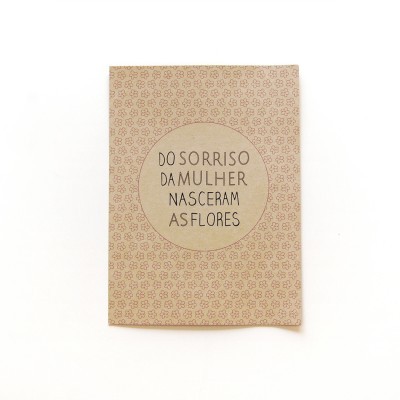 DO SORRISO
DA MULHER
NASCERAM
AS FLORES